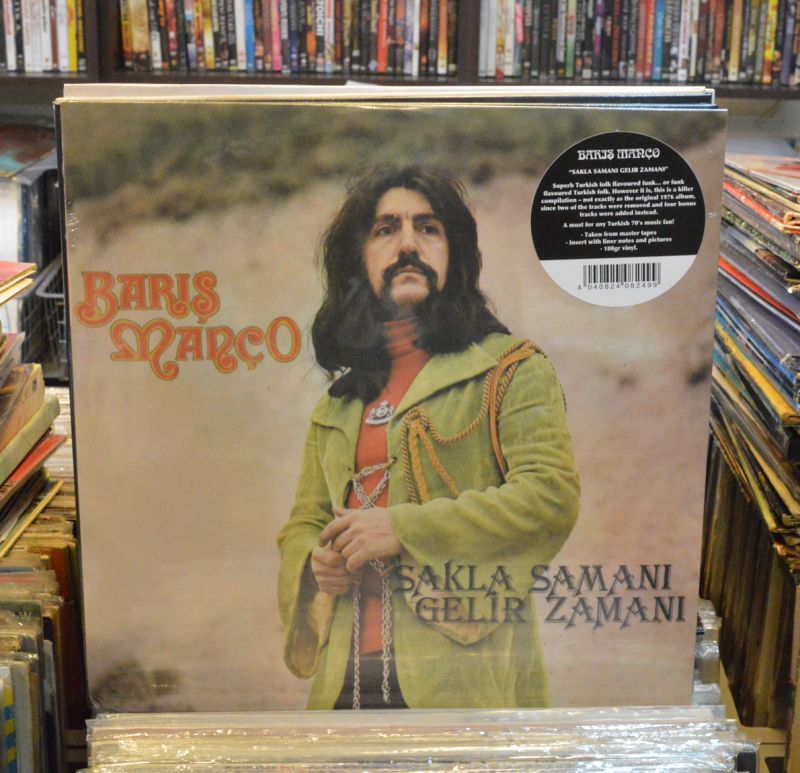 BARIŞ MANÇO
"SAKLA SAMANI GELIR ZAMANI"
Superb Turkish folk flavoured funk... or funk
flavoured Turkish folk. However it is, this is a killer
compilation – not exactly as the original 1976 album,
since two of the tracks were removed and four bonus
tracks were added instead.
A must for any Turkish 70's music fan!
• Taken from master tapes
• Insert with liner notes and pictures
• 180gr vinyl.
4 040824 082499
BARIŞ
MANÇO
SAKLA SAMANI
GELİR ZAMANI